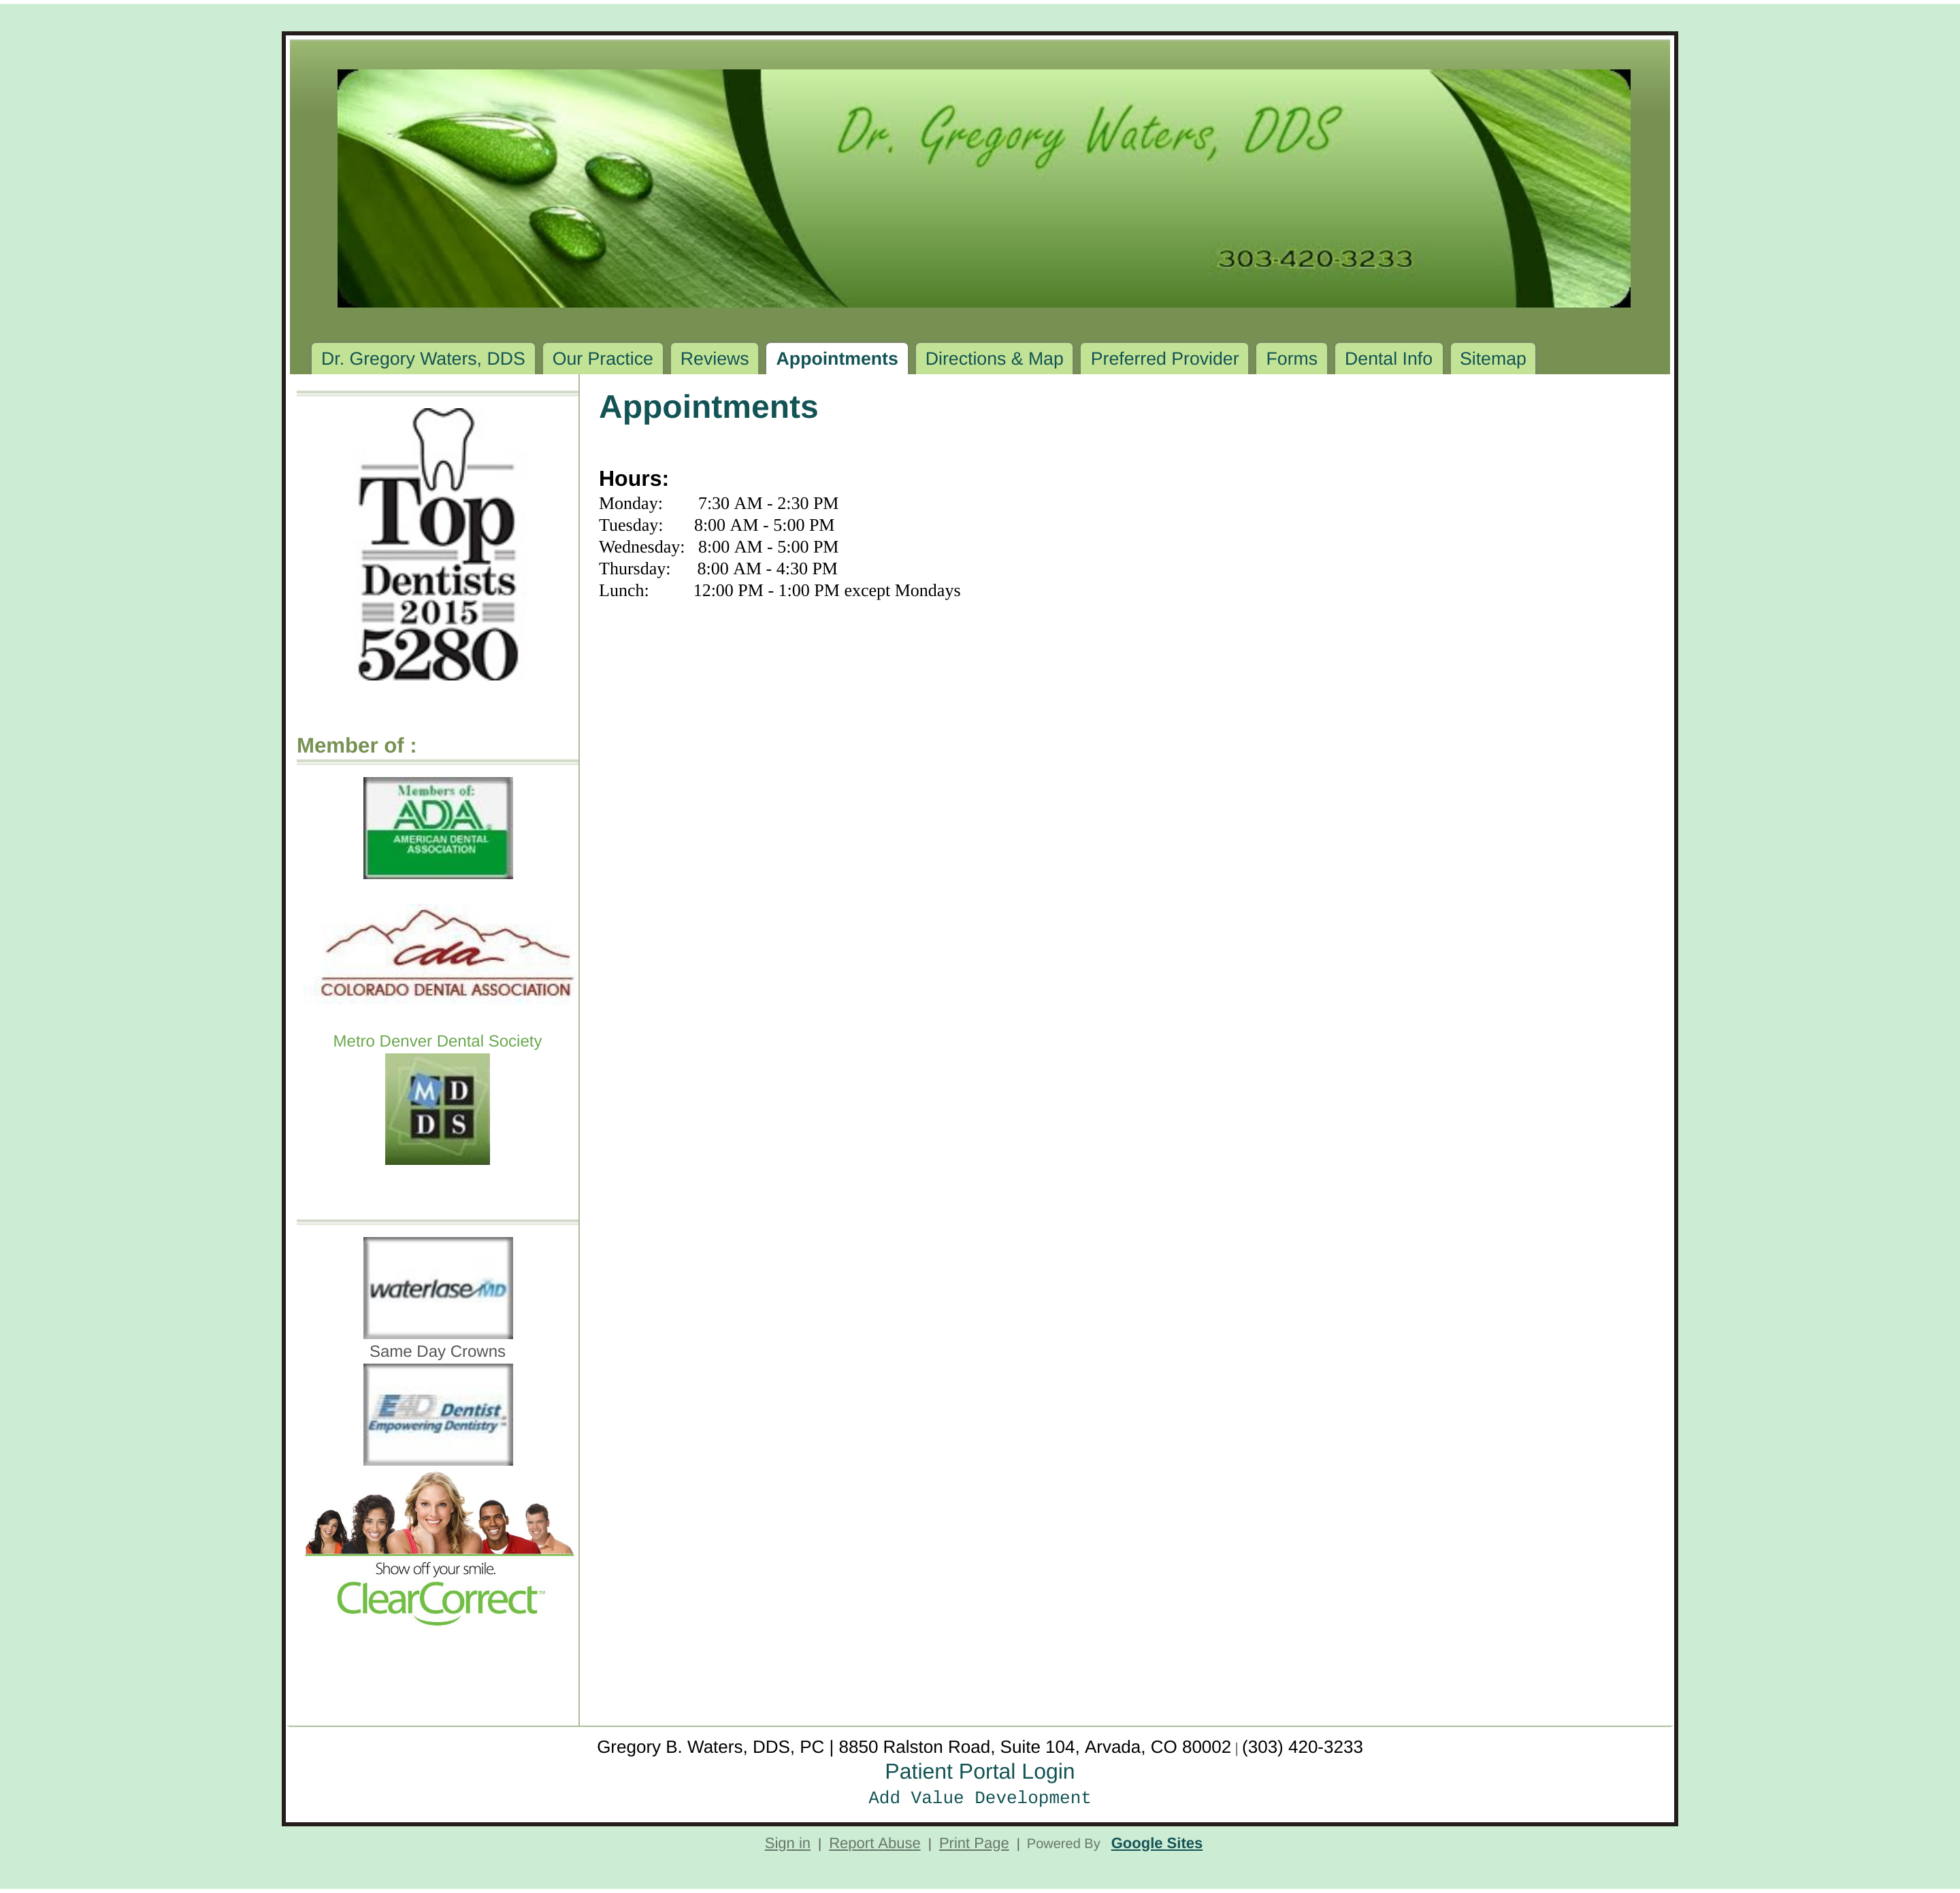 Dr. Gregory Waters, DDS
303-420-3233
Dr. Gregory Waters, DDS Our Practice Reviews Appointments Directions & Map Preferred Provider Forms Dental Info Sitemap
Top
Dentists
2015
5280
Member of :
Members of:
ADA
AMERICAN DENTAL
ASSOCIATION
cda
COLORADO DENTAL ASSOCIATION
Metro Denver Dental Society
M D
D S
waterlase MD
Same Day Crowns
E4D Dentist
Empowering Dentistry™
Show off your smile.
ClearCorrect™
Appointments
Hours:
Monday: 7:30 AM - 2:30 PM
Tuesday: 8:00 AM - 5:00 PM
Wednesday: 8:00 AM - 5:00 PM
Thursday: 8:00 AM - 4:30 PM
Lunch: 12:00 PM - 1:00 PM except Mondays
Gregory B. Waters, DDS, PC | 8850 Ralston Road, Suite 104, Arvada, CO 80002 | (303) 420-3233
Patient Portal Login
Add Value Development
Sign in | Report Abuse | Print Page | Powered By Google Sites